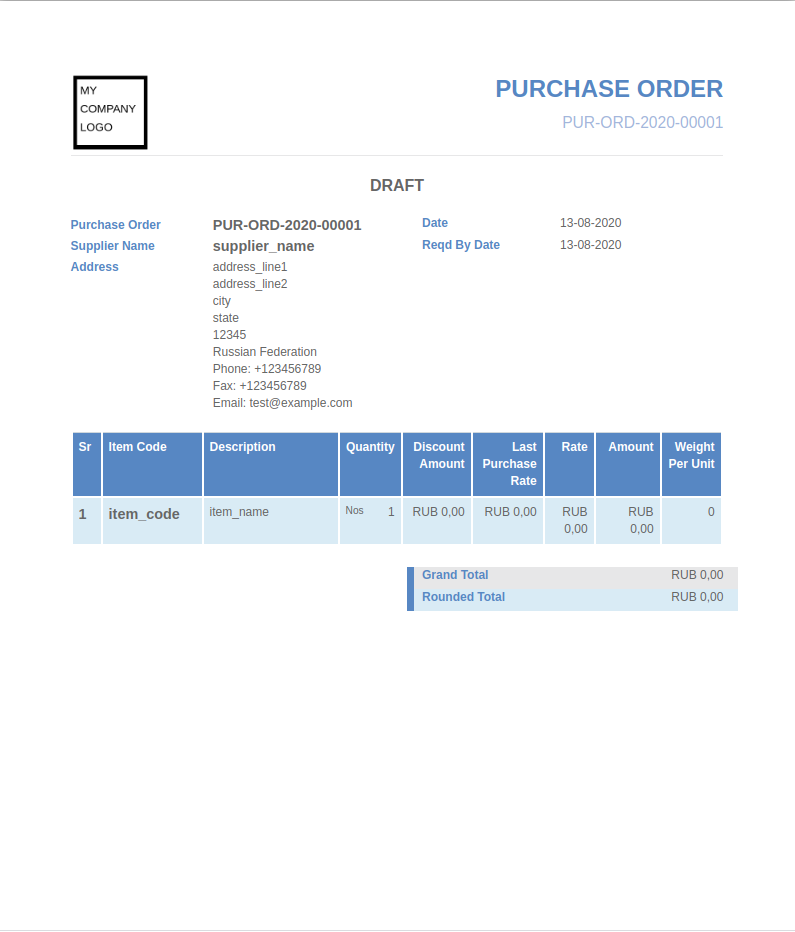 MY
COMPANY
LOGO
PURCHASE ORDER
PUR-ORD-2020-00001
DRAFT
Purchase Order PUR-ORD-2020-00001
Supplier Name supplier_name
Address address_line1
address_line2
city
state
12345
Russian Federation
Phone: +123456789
Fax: +123456789
Email: test@example.com
Date 13-08-2020
Reqd By Date 13-08-2020
Sr Item Code Description Quantity Discount Last Rate Amount Weight
Amount Purchase Per Unit
Rate
1 item_code item_name Nos 1 RUB 0,00 RUB 0,00 RUB RUB 0
0,00 0,00
Grand Total RUB 0,00
Rounded Total RUB 0,00